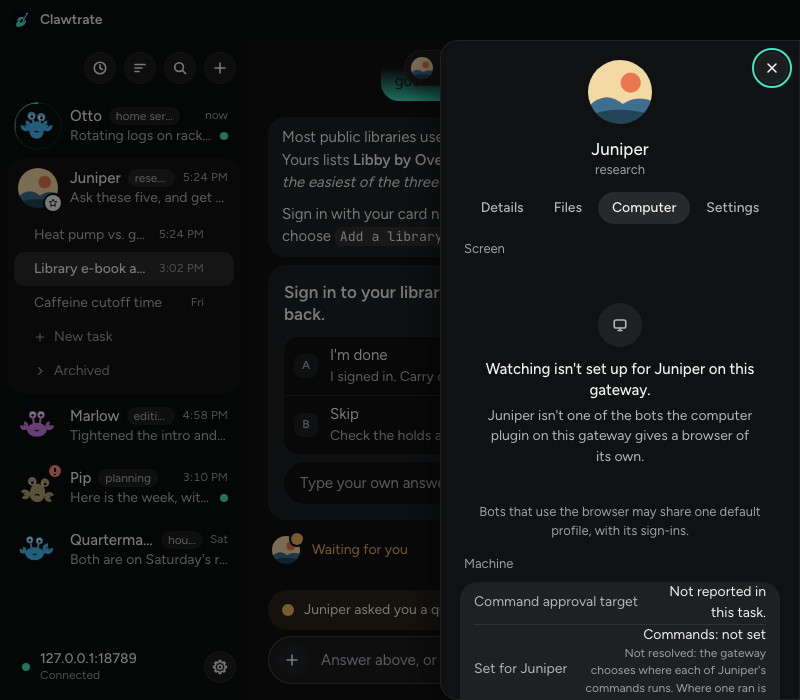 Clawtrate
Otto home ser... now
Rotating logs on rack...
Juniper rese... 5:24 PM
Ask these five, and get ...
Heat pump vs. g... 5:24 PM
Library e-book a... 3:02 PM
Caffeine cutoff time Fri
New task
Archived
Marlow editi... 4:58 PM
Tightened the intro and...
Pip planning 3:10 PM
Here is the week, wit...
Quarterma... hou... Sat
Both are on Saturday's r...
127.0.0.1:18789
Connected
Most public libraries use
Yours lists Libby by Ove
the easiest of the three
Sign in with your card n
choose Add a library
Sign in to your librar
back.
A I'm done
I signed in. Carry
B Skip
Check the holds a
Type your own answe
Waiting for you
Juniper asked you a q
Answer above, or
Juniper
research
Details Files Computer Settings
Screen
Watching isn't set up for Juniper on this
gateway.
Juniper isn't one of the bots the computer
plugin on this gateway gives a browser of
its own.
Bots that use the browser may share one default
profile, with its sign-ins.
Machine
Command approval target Not reported in
this task.
Commands: not set
Set for Juniper Not resolved: the gateway
chooses where each of Juniper's
commands runs. Where one ran is